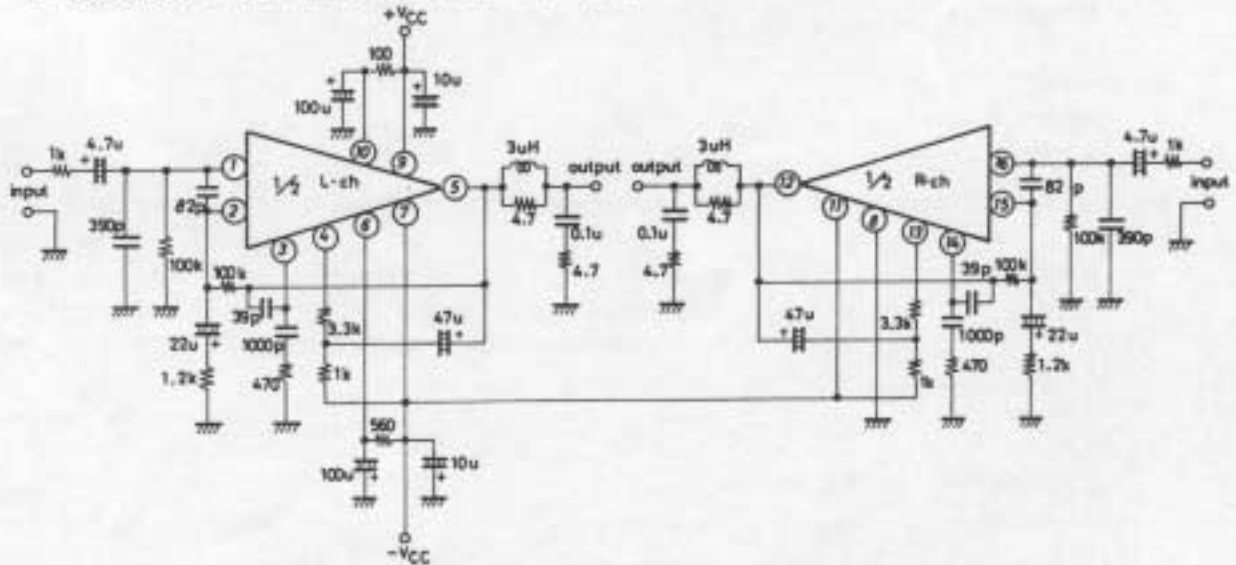 +VCC
100
100u
10u
4.7u
1k
input
390p
82p
100k
1
2
1/2 L-ch
10
9
5
3
4
6
7
3uH
output
4.7
0.1u
4.7
100k
39p
22u
1000p
1.2k
470
3.3k
1k
47u
560
100u
10u
-VCC
output
3uH
4.7
0.1u
4.7
12
1/2 R-ch
11
8
13
14
16
15
82p
4.7u
1k
input
100k
390p
39p
100k
47u
3.3k
1k
1000p
470
22u
1.2k